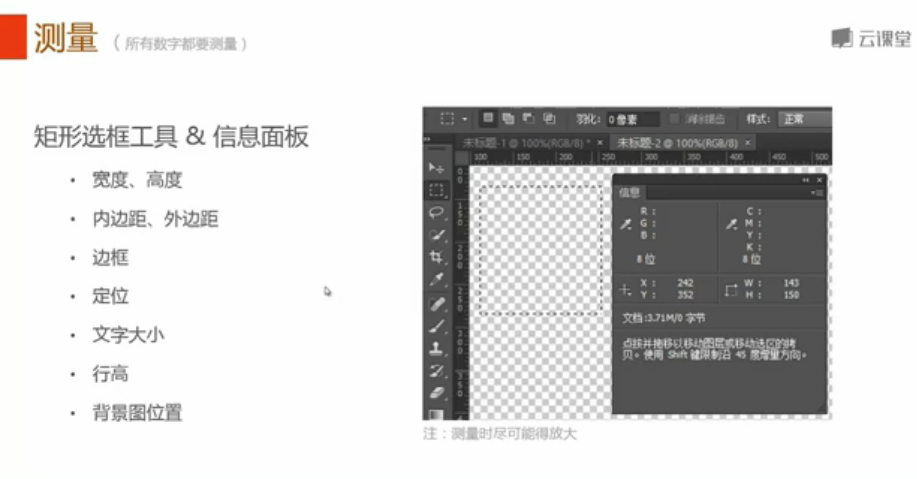 测量 ( 所有数字都要测量 )
云课堂
矩形选框工具 & 信息面板
• 宽度、高度
• 内边距、外边距
• 边框
• 定位
• 文字大小
• 行高
• 背景图位置
羽化: 0 像素 消除锯齿 样式: 正常
未标题-1 @ 100%(RGB/8) * × 未标题-2 @ 100%(RGB/8) ×
100 150 200 250 300 350 400 450 500
信息
R : C :
G : M :
B : Y :
K :
8 位 8 位
X : 242 W : 143
Y : 352 H : 150
文档:3.71M/0 字节
点按并拖移以移动图层或移动选区的拷
贝。使用 Shift 键限制沿 45 度增量方向。
注：测量时尽可能得放大